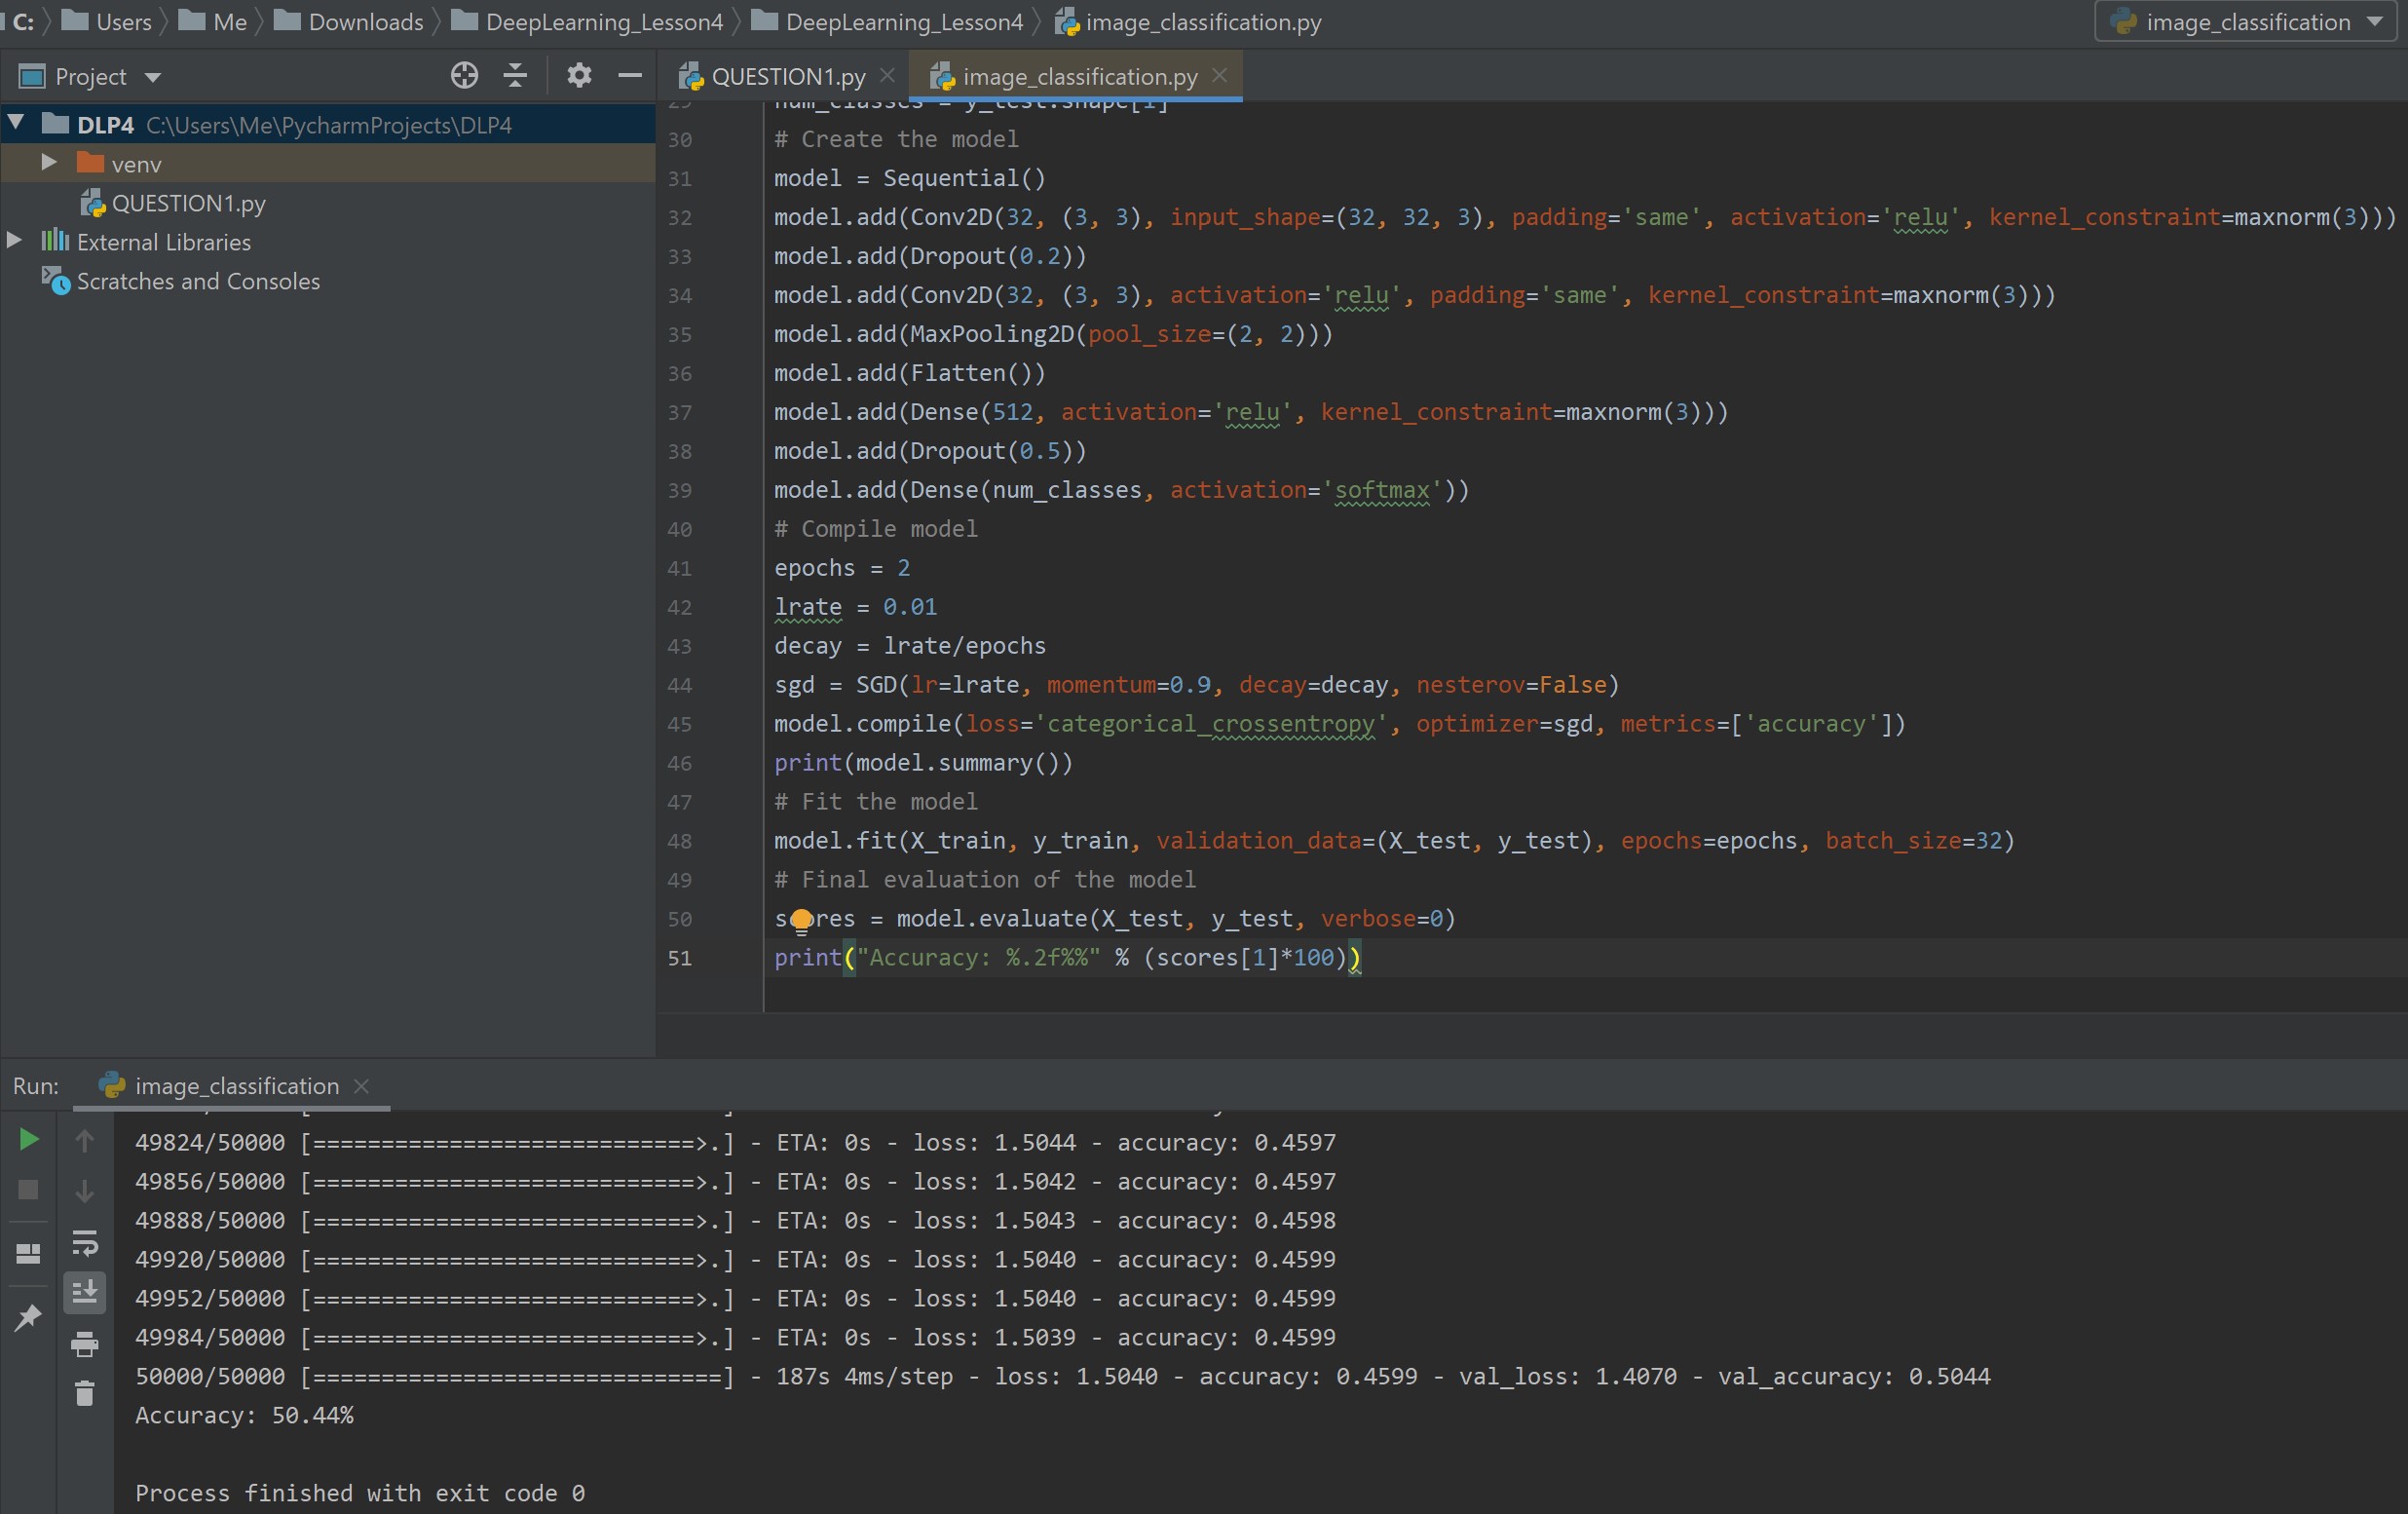 C: Users Me Downloads DeepLearning_Lesson4 DeepLearning_Lesson4 image_classification.py image_classification
Project
QUESTION1.py image_classification.py
DLP4 C:\Users\Me\PycharmProjects\DLP4
venv
QUESTION1.py
External Libraries
Scratches and Consoles
29 num_classes = y_test.shape[1]
30 # Create the model
31 model = Sequential()
32 model.add(Conv2D(32, (3, 3), input_shape=(32, 32, 3), padding='same', activation='relu', kernel_constraint=maxnorm(3)))
33 model.add(Dropout(0.2))
34 model.add(Conv2D(32, (3, 3), activation='relu', padding='same', kernel_constraint=maxnorm(3)))
35 model.add(MaxPooling2D(pool_size=(2, 2)))
36 model.add(Flatten())
37 model.add(Dense(512, activation='relu', kernel_constraint=maxnorm(3)))
38 model.add(Dropout(0.5))
39 model.add(Dense(num_classes, activation='softmax'))
40 # Compile model
41 epochs = 2
42 lrate = 0.01
43 decay = lrate/epochs
44 sgd = SGD(lr=lrate, momentum=0.9, decay=decay, nesterov=False)
45 model.compile(loss='categorical_crossentropy', optimizer=sgd, metrics=['accuracy'])
46 print(model.summary())
47 # Fit the model
48 model.fit(X_train, y_train, validation_data=(X_test, y_test), epochs=epochs, batch_size=32)
49 # Final evaluation of the model
50 scores = model.evaluate(X_test, y_test, verbose=0)
51 print("Accuracy: %.2f%%" % (scores[1]*100))
Run: image_classification
49824/50000 [============================>.] - ETA: 0s - loss: 1.5044 - accuracy: 0.4597
49856/50000 [============================>.] - ETA: 0s - loss: 1.5042 - accuracy: 0.4597
49888/50000 [============================>.] - ETA: 0s - loss: 1.5043 - accuracy: 0.4598
49920/50000 [============================>.] - ETA: 0s - loss: 1.5040 - accuracy: 0.4599
49952/50000 [============================>.] - ETA: 0s - loss: 1.5040 - accuracy: 0.4599
49984/50000 [============================>.] - ETA: 0s - loss: 1.5039 - accuracy: 0.4599
50000/50000 [==============================] - 187s 4ms/step - loss: 1.5040 - accuracy: 0.4599 - val_loss: 1.4070 - val_accuracy: 0.5044
Accuracy: 50.44%
Process finished with exit code 0